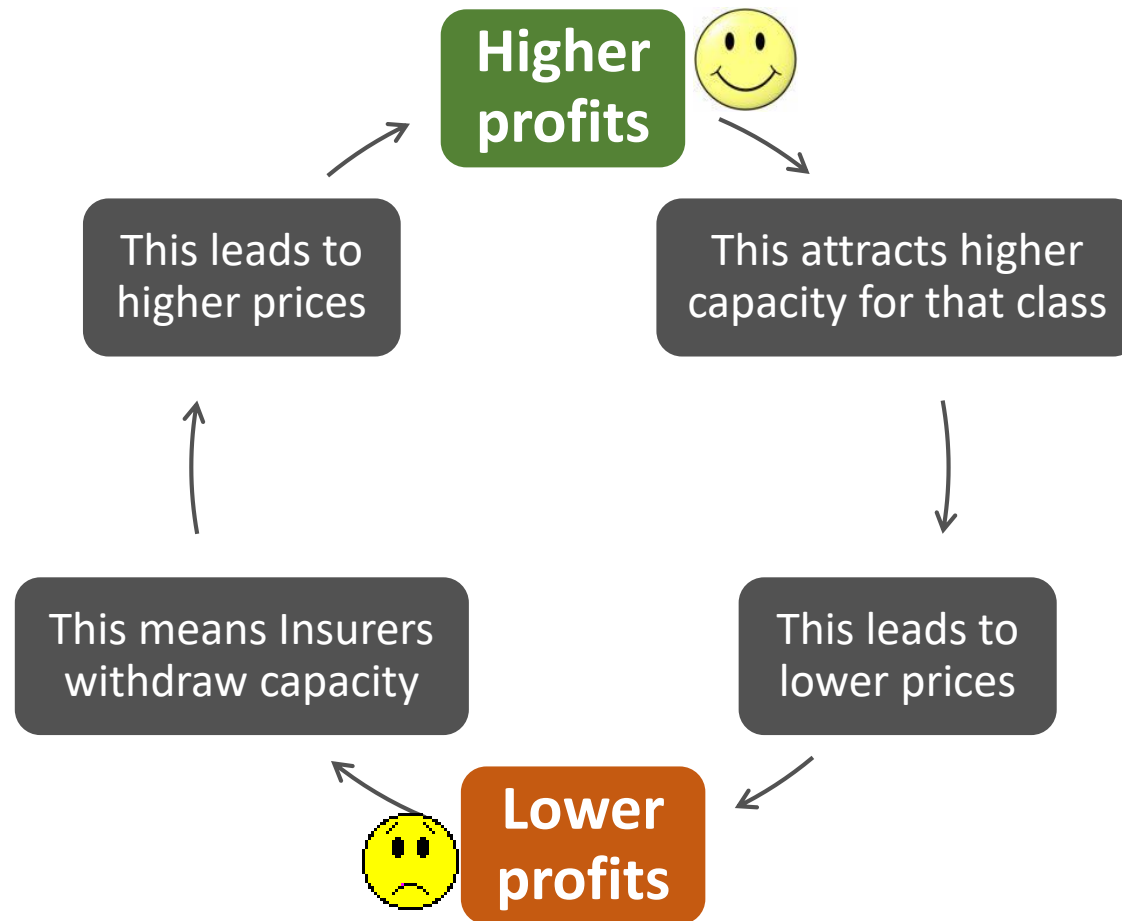 Higher
profits
This attracts higher
capacity for that class
This leads to
lower prices
Lower
profits
This means Insurers
withdraw capacity
This leads to
higher prices